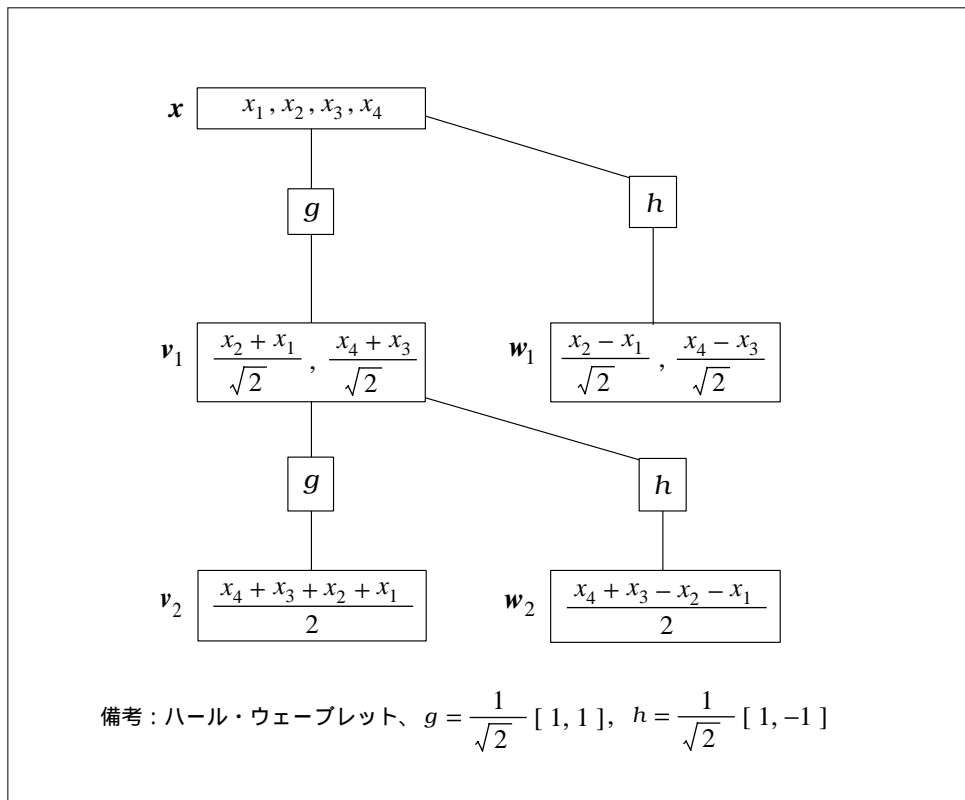 x x₁ , x₂ , x₃ , x₄
g h
v₁ (x₂ + x₁)/√2 , (x₄ + x₃)/√2 w₁ (x₂ − x₁)/√2 , (x₄ − x₃)/√2
g h
v₂ (x₄ + x₃ + x₂ + x₁)/2 w₂ (x₄ + x₃ − x₂ − x₁)/2
備考：ハール・ウェーブレット、 g = 1/√2 [ 1, 1 ], h = 1/√2 [ 1, −1 ]